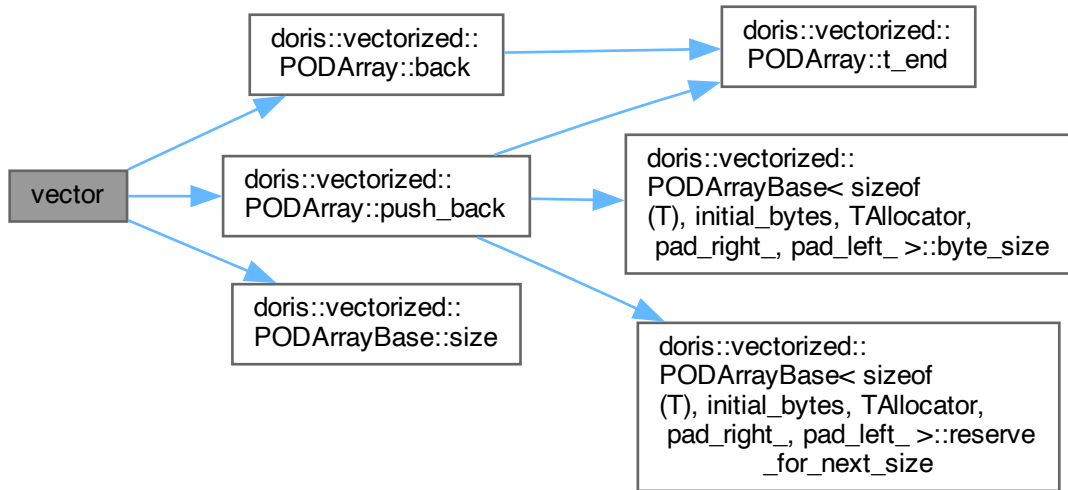 vector
doris::vectorized::
PODArray::back
doris::vectorized::
PODArray::push_back
doris::vectorized::
PODArrayBase::size
doris::vectorized::
PODArray::t_end
doris::vectorized::
PODArrayBase< sizeof
(T), initial_bytes, TAllocator,
pad_right_, pad_left_ >::byte_size
doris::vectorized::
PODArrayBase< sizeof
(T), initial_bytes, TAllocator,
pad_right_, pad_left_ >::reserve
_for_next_size